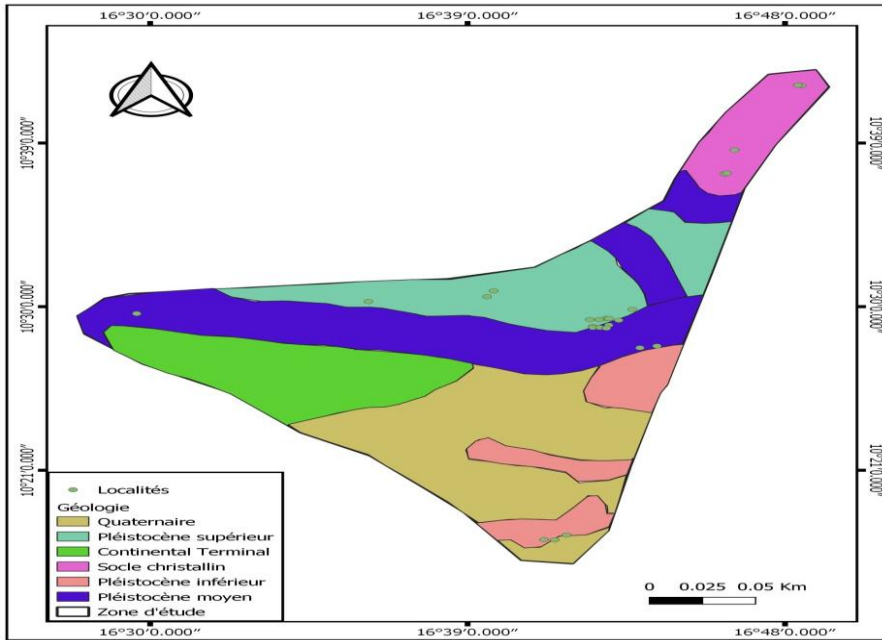 16°30′0.000″ 16°39′0.000″ 16°48′0.000″
10°39′0.000″ 10°39′0.000″
10°30′0.000″ 10°30′0.000″
10°21′0.000″ 10°21′0.000″
Localités
Géologie
Quaternaire
Pléistocène supérieur
Continental Terminal
Socle christallin
Pléistocène inférieur
Pléistocène moyen
Zone d'étude
0 0.025 0.05 Km
16°30′0.000″ 16°39′0.000″ 16°48′0.000″